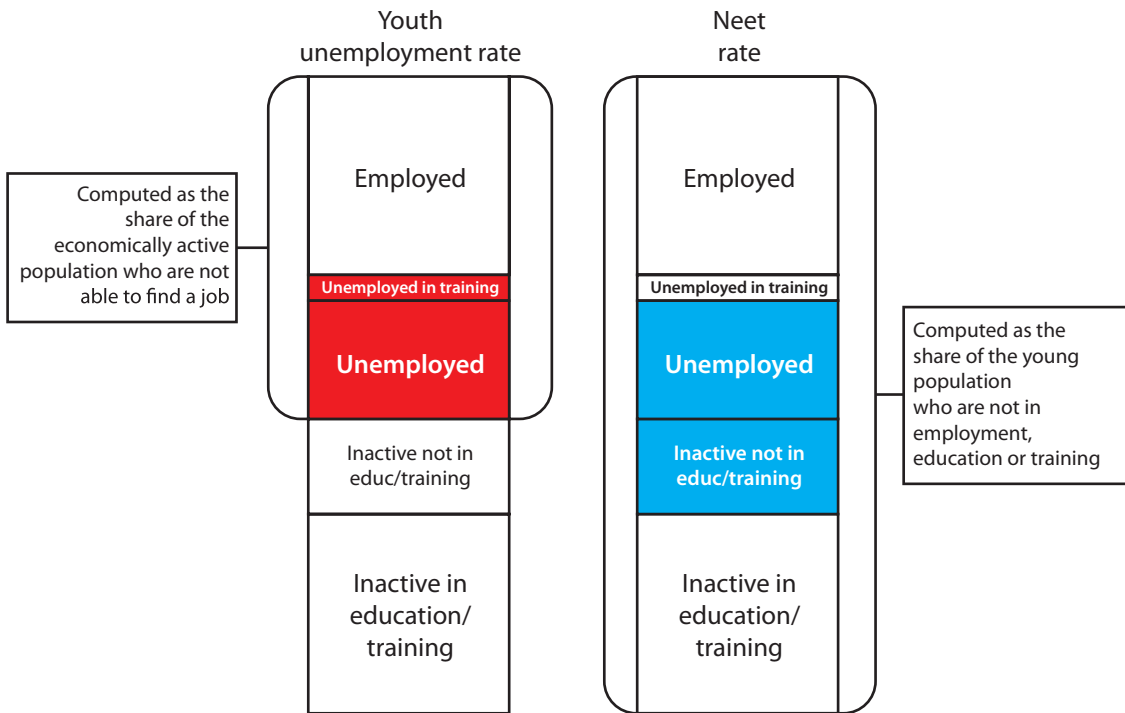 Youth
unemployment rate
Neet
rate
Employed
Employed
Computed as the
share of the
economically active
population who are not
able to find a job
Unemployed in training
Unemployed in training
Unemployed
Unemployed
Computed as the
share of the young
population
who are not in
employment,
education or training
Inactive not in
educ/training
Inactive not in
educ/training
Inactive in
education/
training
Inactive in
education/
training